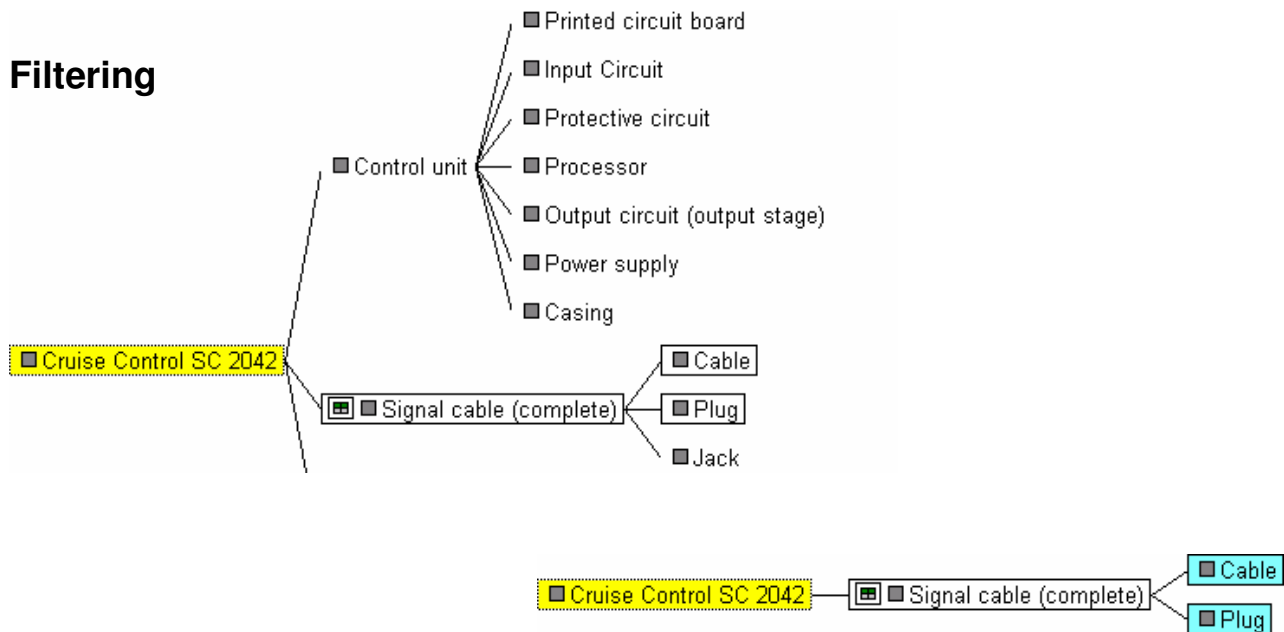 Filtering
Printed circuit board
Input Circuit
Protective circuit
Control unit
Processor
Output circuit (output stage)
Power supply
Casing
Cruise Control SC 2042
Cable
Signal cable (complete)
Plug
Jack
Cable
Cruise Control SC 2042
Signal cable (complete)
Plug